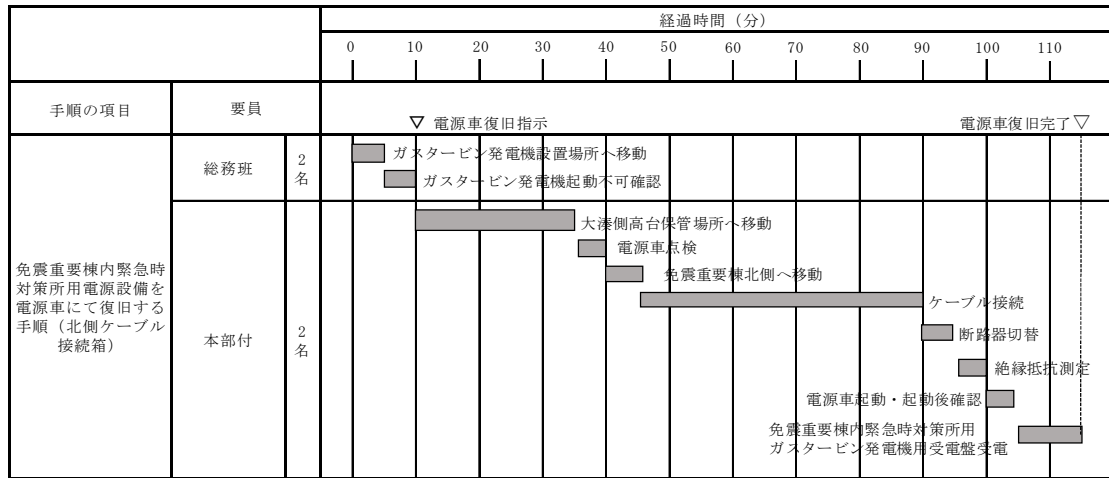 経過時間（分）
0 10 20 30 40 50 60 70 80 90 100 110
手順の項目 要員
▽ 電源車復旧指示 電源車復旧完了▽
総務班
2
名
ガスタービン発電機設置場所へ移動
ガスタービン発電機起動不可確認
免震重要棟内緊急時
対策所用電源設備を
電源車にて復旧する
手順（北側ケーブル
接続箱）
本部付
2
名
大湊側高台保管場所へ移動
電源車点検
免震重要棟北側へ移動
ケーブル接続
断路器切替
絶縁抵抗測定
電源車起動・起動後確認
免震重要棟内緊急時対策所用
ガスタービン発電機用受電盤受電